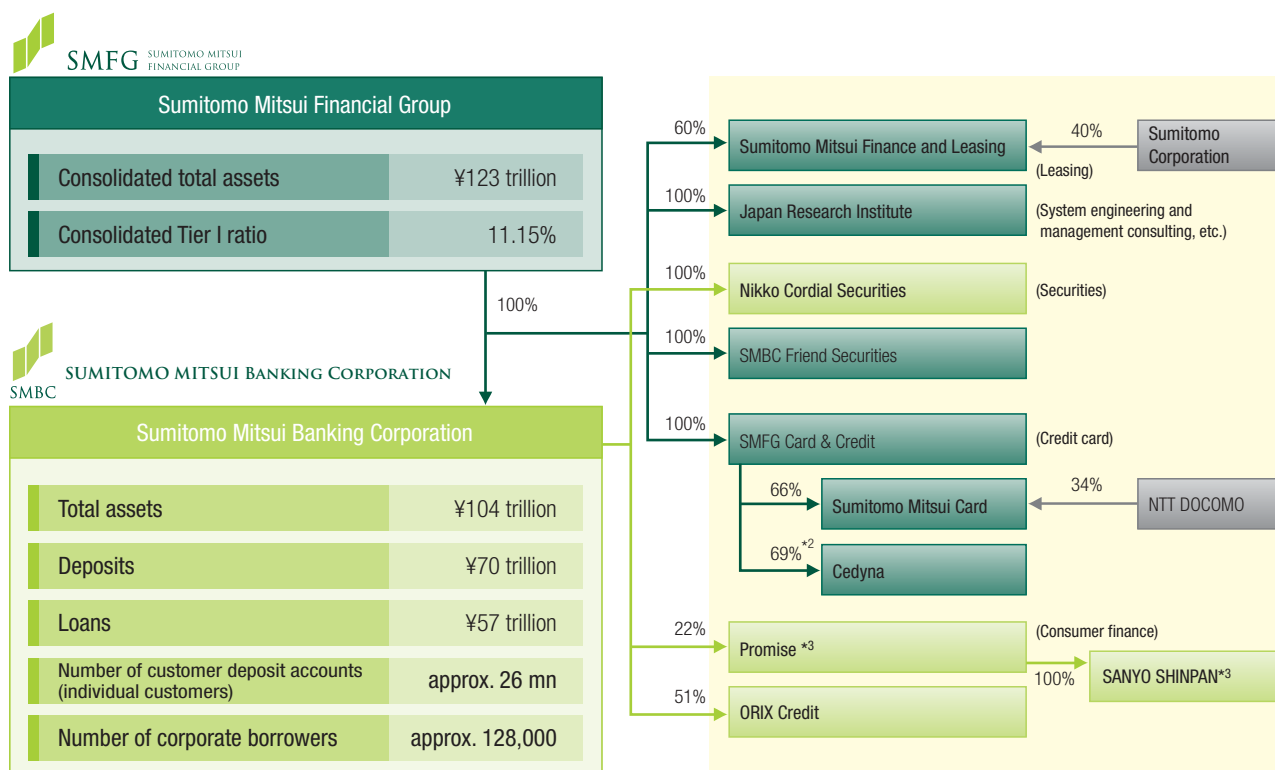 SMFG SUMITOMO MITSUI
FINANCIAL GROUP
Sumitomo Mitsui Financial Group
Consolidated total assets ¥123 trillion
Consolidated Tier I ratio 11.15%
100%
SMBC
SUMITOMO MITSUI BANKING CORPORATION
Sumitomo Mitsui Banking Corporation
Total assets ¥104 trillion
Deposits ¥70 trillion
Loans ¥57 trillion
Number of customer deposit accounts
(individual customers)
approx. 26 mn
Number of corporate borrowers approx. 128,000
60%
Sumitomo Mitsui Finance and Leasing
40%
Sumitomo
Corporation
(Leasing)
100%
Japan Research Institute
(System engineering and
management consulting, etc.)
100%
Nikko Cordial Securities
(Securities)
100%
SMBC Friend Securities
100%
SMFG Card & Credit
(Credit card)
66%
Sumitomo Mitsui Card
34%
NTT DOCOMO
69%*2
Cedyna
22%
Promise *3
(Consumer finance)
100%
SANYO SHINPAN*3
51%
ORIX Credit